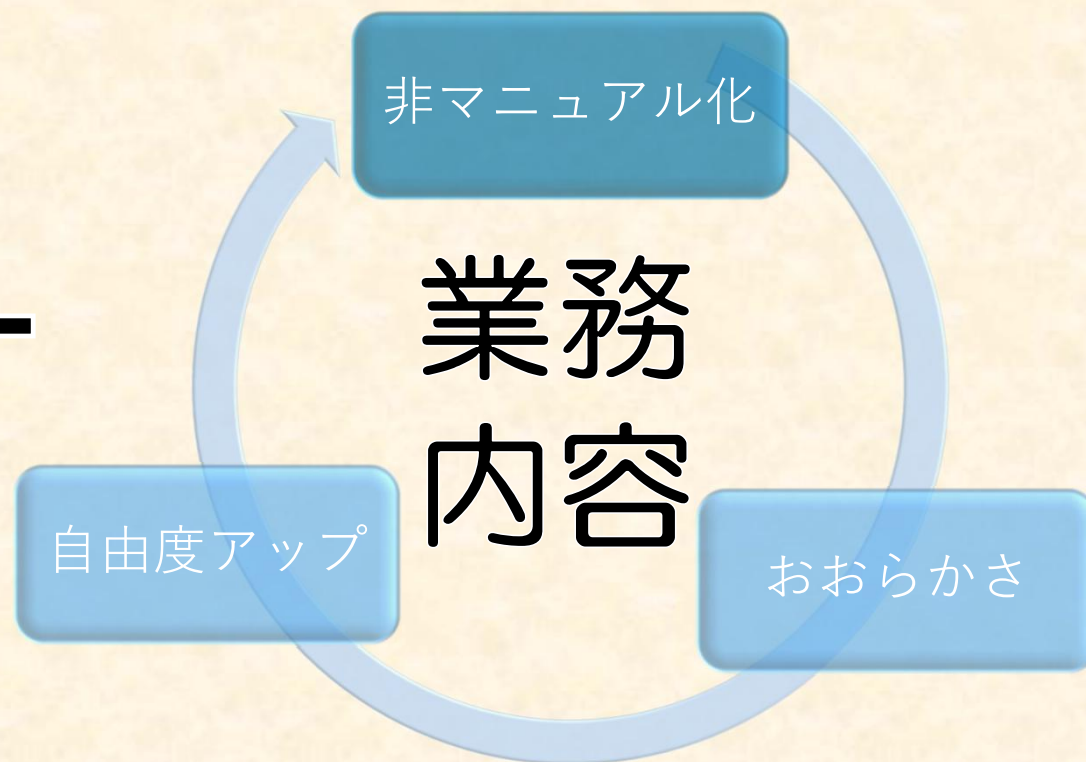 非マニュアル化
業務
内容
自由度アップ
おおらかさ